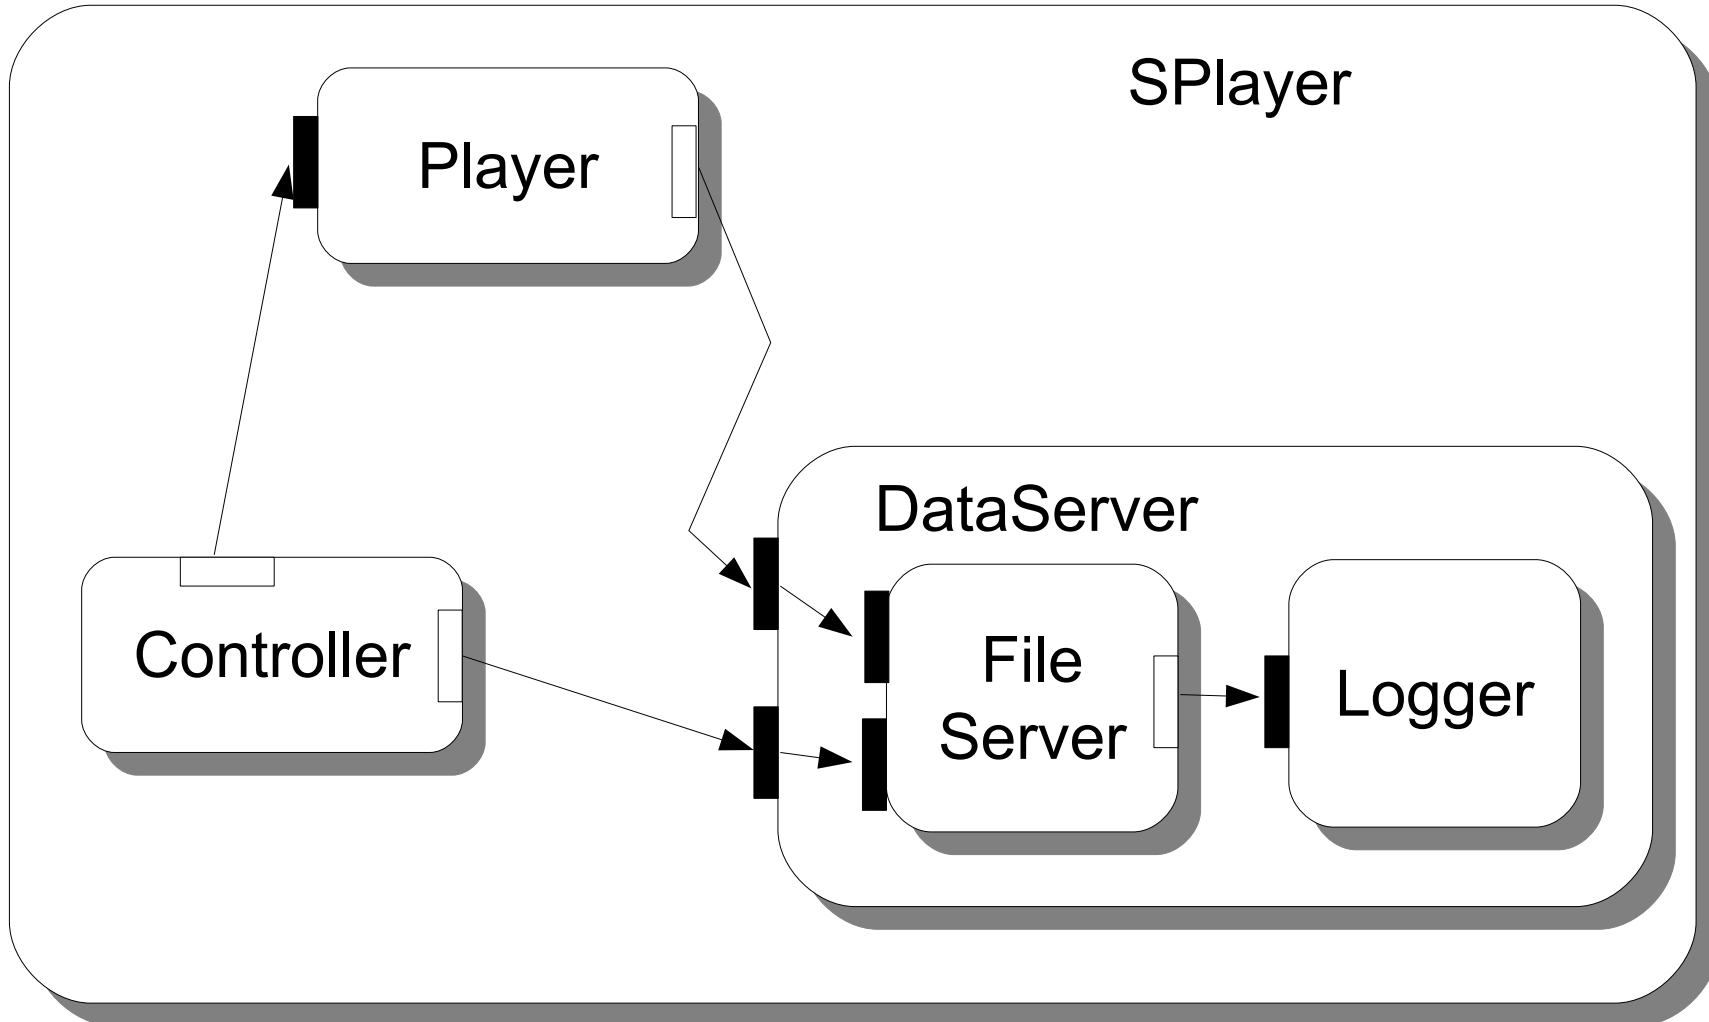 SPlayer
Player
DataServer
Controller
File
Server
Logger